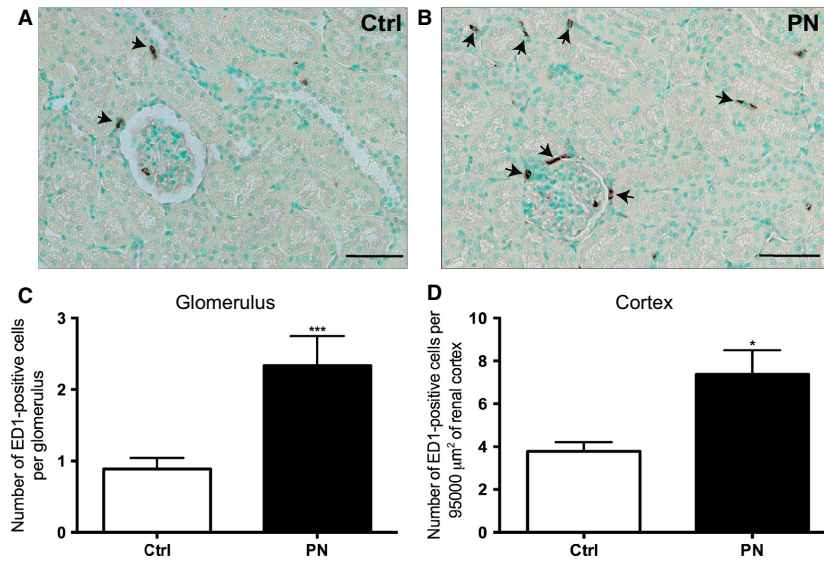 A
Ctrl
B
PN
C
Glomerulus
Number of ED1-positive cells
per glomerulus
3
2
1
0
***
Ctrl
PN
D
Cortex
Number of ED1-positive cells per
95000 µm² of renal cortex
10
8
6
4
2
0
*
Ctrl
PN